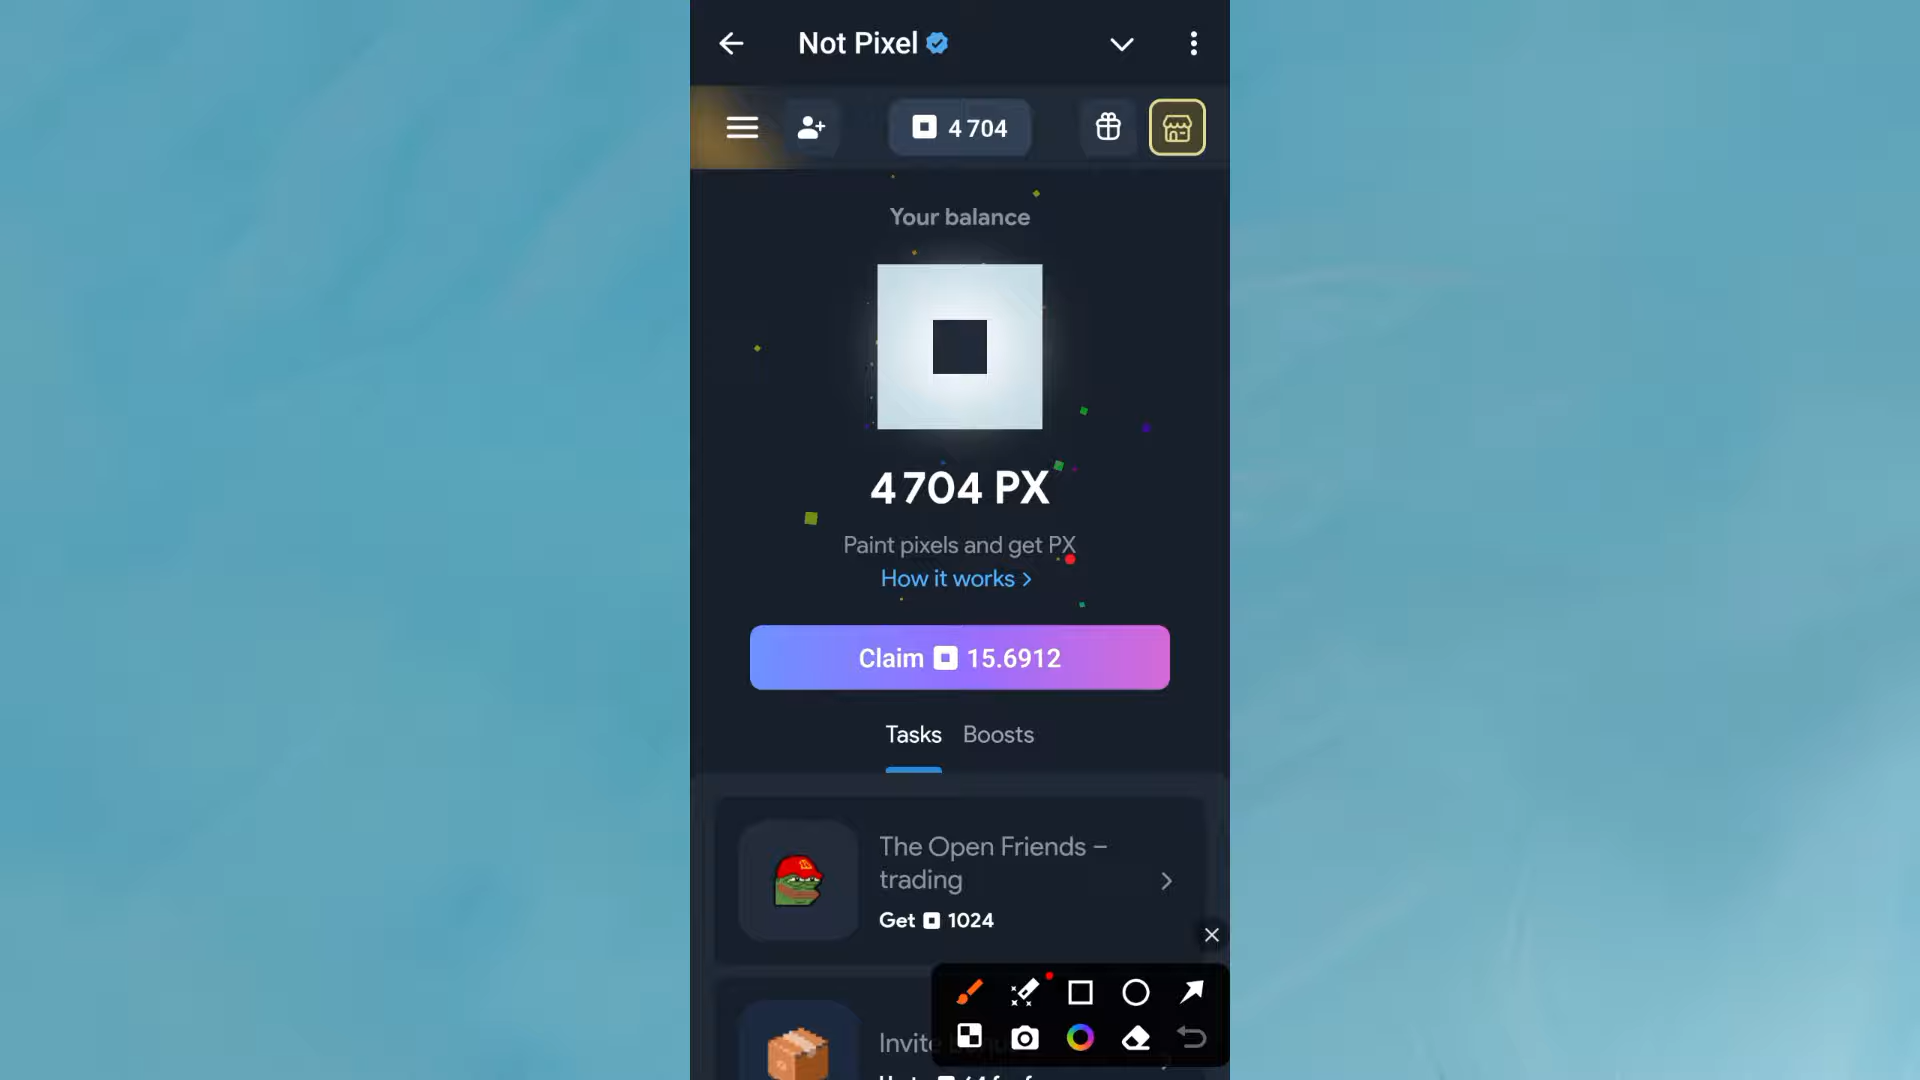 Not Pixel
4 704
Your balance
4 704 PX
Paint pixels and get PX
How it works >
Claim 15.6912
Tasks Boosts
The Open Friends –
trading
Get 1024
Invite